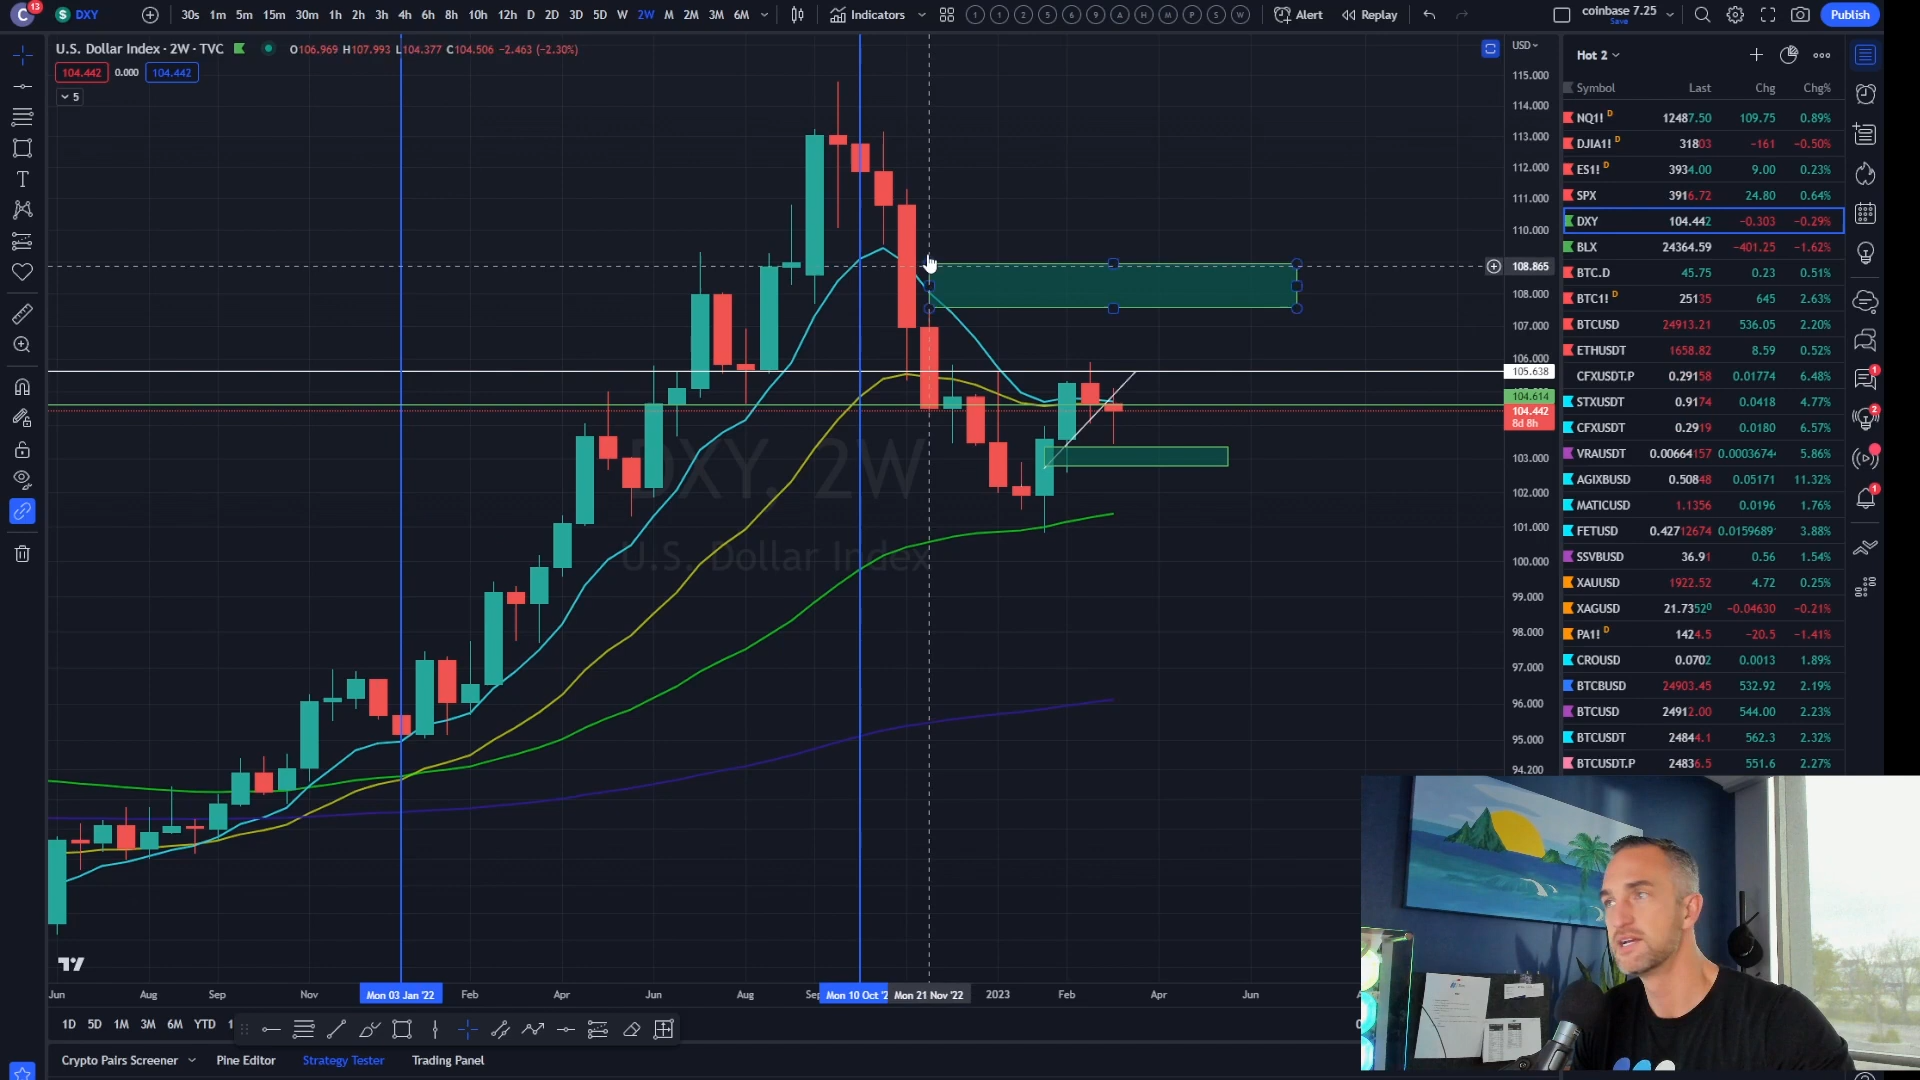 C 13 DXY 30s 1m 5m 15m 30m 1h 2h 3h 4h 6h 8h 10h 12h D 2D 3D 5D W 2W M 2M 3M 6M Indicators 1 1 2 5 6 9 A H M P S W Alert Replay coinbase 7.25 Save Publish
U.S. Dollar Index · 2W · TVC O106.969 H107.993 L104.377 C104.506 −2.463 (−2.30%)
104.442 0.000 104.442
5
USD
115.000
114.000
113.000
112.000
111.000
110.000
108.865
108.000
107.000
106.000
105.638
104.614
104.442
8d 8h
103.000
102.000
101.000
100.000
99.000
98.000
97.000
96.000
95.000
94.200
DXY, 2W
U.S. Dollar Index
Hot 2
Symbol Last Chg Chg%
NQ1! D 12487.50 109.75 0.89%
DJIA1! D 31803 −161 −0.50%
ES1! D 3934.00 9.00 0.23%
SPX 3916.72 24.80 0.64%
DXY 104.442 −0.303 −0.29%
BLX 24364.59 −401.25 −1.62%
BTC.D 45.75 0.23 0.51%
BTC1! D 25135 645 2.63%
BTCUSD 24913.21 536.05 2.20%
ETHUSDT 1658.82 8.59 0.52%
CFXUSDT.P 0.29158 0.01774 6.48%
STXUSDT 0.9174 0.0418 4.77%
CFXUSDT 0.2919 0.0180 6.57%
VRAUSDT 0.00664157 0.0003674 5.86%
AGIXBUSD 0.50848 0.05171 11.32%
MATICUSD 1.1356 0.0196 1.76%
FETUSD 0.42712674 0.0159689 3.88%
SSVBUSD 36.91 0.56 1.54%
XAUUSD 1922.52 4.72 0.25%
XAGUSD 21.73520 −0.04630 −0.21%
PA1! D 1424.5 −20.5 −1.41%
CROUSD 0.0702 0.0013 1.89%
BTCBUSD 24903.45 532.92 2.19%
BTCUSD 24912.00 544.00 2.23%
BTCUSDT 24844.1 562.3 2.32%
BTCUSDT.P 24836.5 551.6 2.27%
1
2
1
Jun Aug Sep Nov Mon 03 Jan '22 Feb Apr Jun Aug Sep Mon 10 Oct '2 Mon 21 Nov '22 2023 Feb Apr Jun
1D 5D 1M 3M 6M YTD 1
Crypto Pairs Screener Pine Editor Strategy Tester Trading Panel